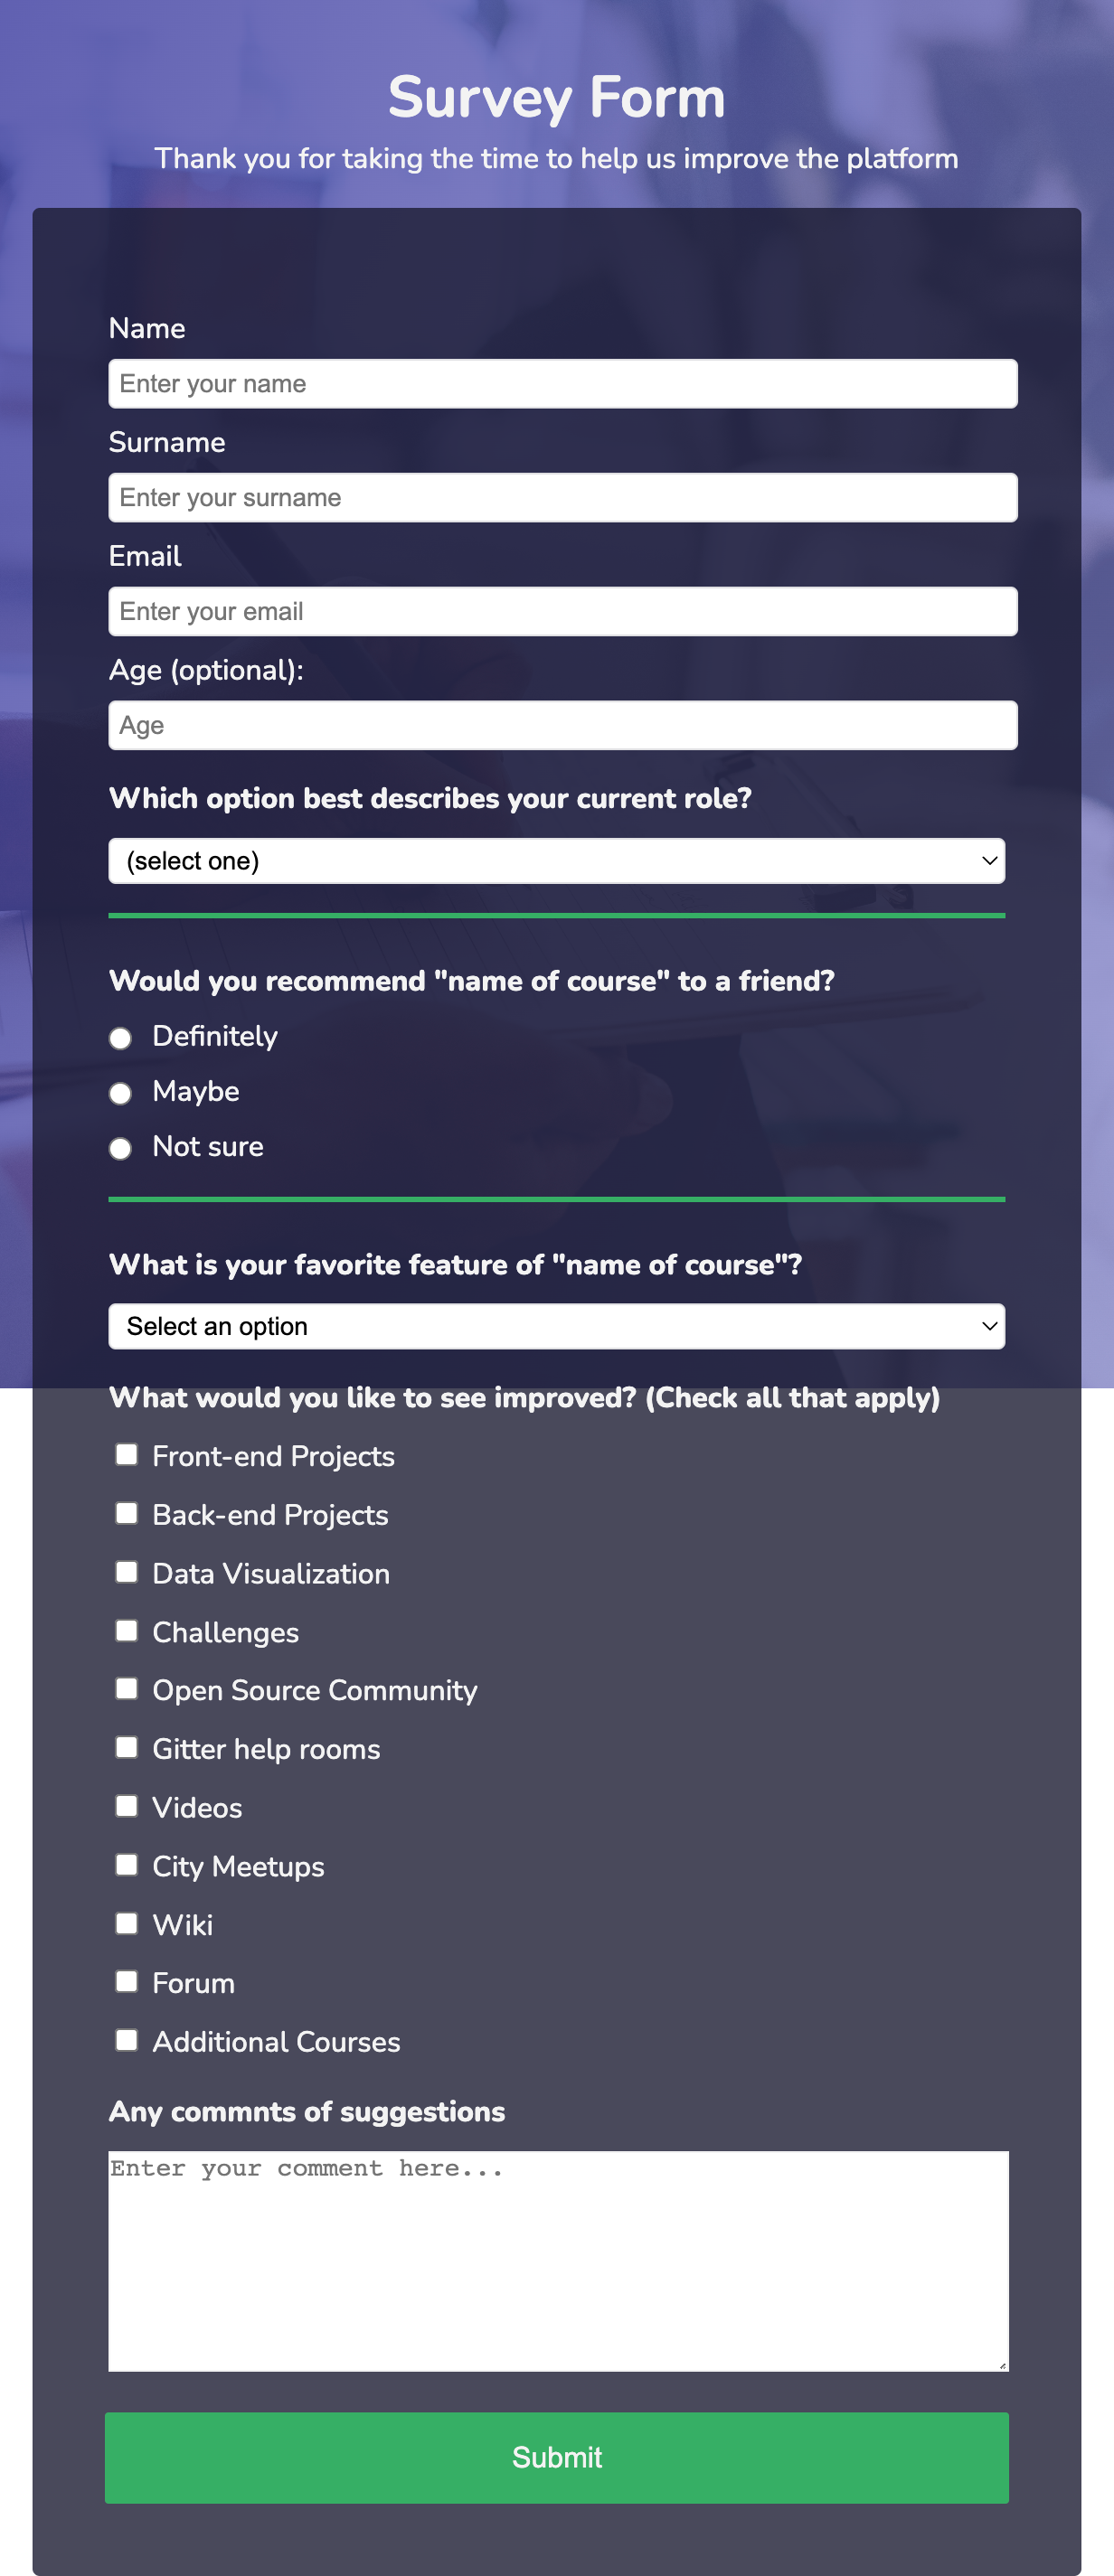 Survey Form
Thank you for taking the time to help us improve the platform
Name
Enter your name
Surname
Enter your surname
Email
Enter your email
Age (optional):
Age
Which option best describes your current role?
(select one)
Would you recommend "name of course" to a friend?
Definitely
Maybe
Not sure
What is your favorite feature of "name of course"?
Select an option
What would you like to see improved? (Check all that apply)
Front-end Projects
Back-end Projects
Data Visualization
Challenges
Open Source Community
Gitter help rooms
Videos
City Meetups
Wiki
Forum
Additional Courses
Any commnts of suggestions
Enter your comment here...
Submit